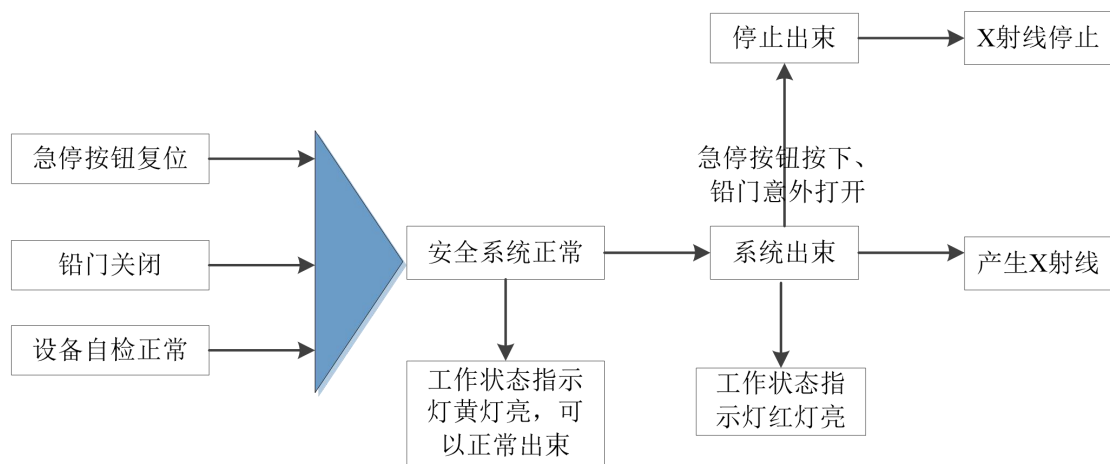 停止出束
X射线停止
急停按钮复位
急停按钮按下、
铅门意外打开
铅门关闭
安全系统正常
系统出束
产生X射线
设备自检正常
工作状态指示
灯黄灯亮，可
以正常出束
工作状态指
示灯红灯亮